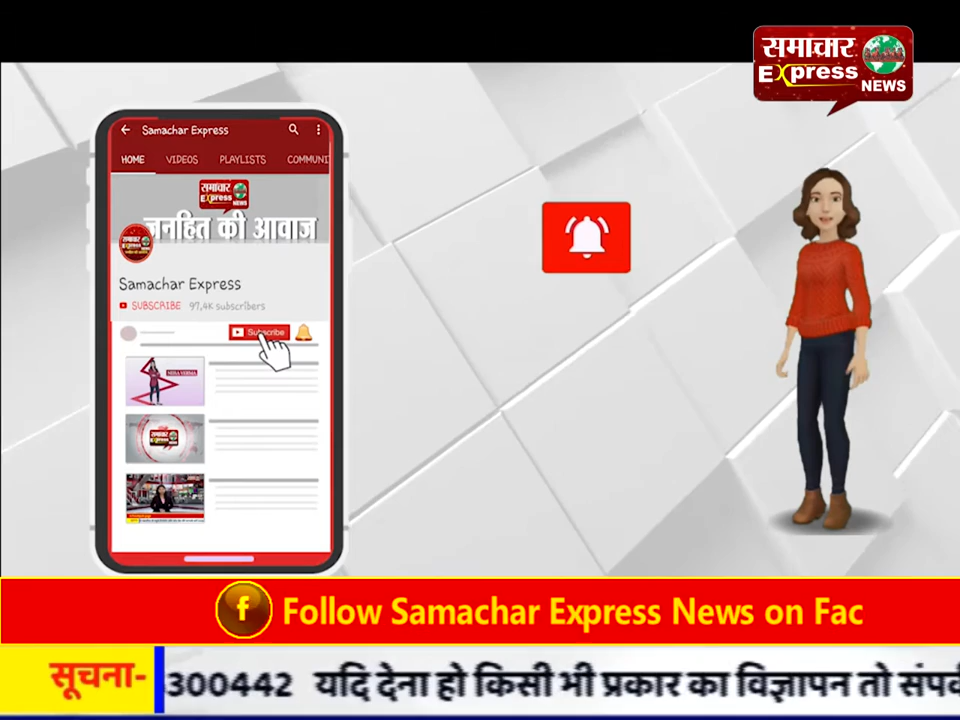 समाचार
Express
NEWS
Samachar Express
HOME VIDEOS PLAYLISTS COMMUNI
समाचार
Express
NEWS
जनहित की आवाज
Samachar Express
SUBSCRIBE 97,4K subscribers
Subscribe
f Follow Samachar Express News on Fac
सूचना- 300442 यदि देना हो किसी भी प्रकार का विज्ञापन तो संपर्क